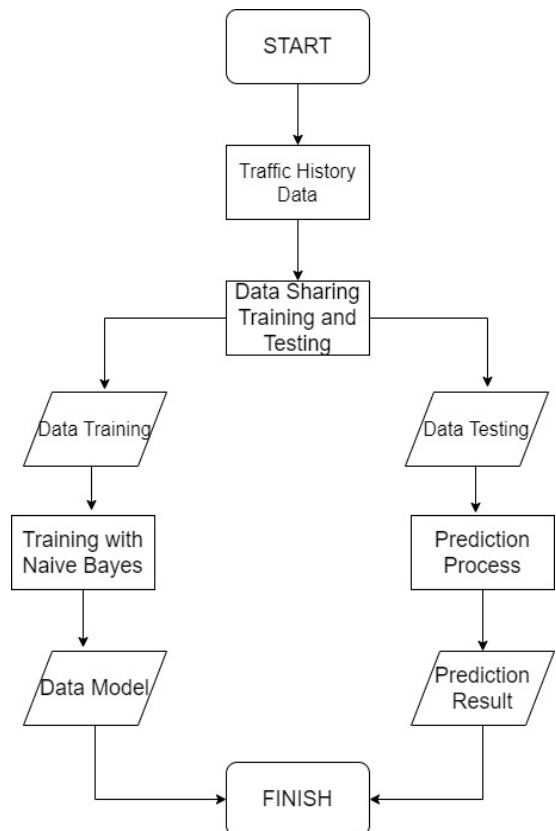 START
Traffic History
Data
Data Sharing
Training and
Testing
Data Training
Data Testing
Training with
Naive Bayes
Prediction
Process
Data Model
Prediction
Result
FINISH